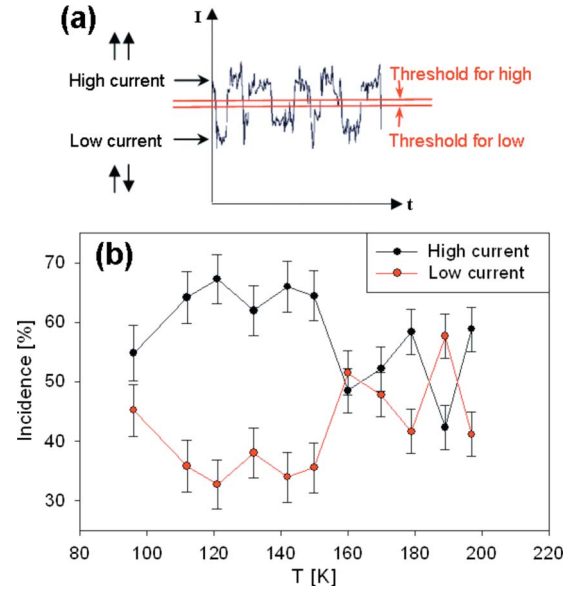 (a)
I
High current
Threshold for high
Low current
Threshold for low
t
(b)
High current
Low current
Incidence [%]
70
60
50
40
30
80
100
120
140
160
180
200
220
T [K]